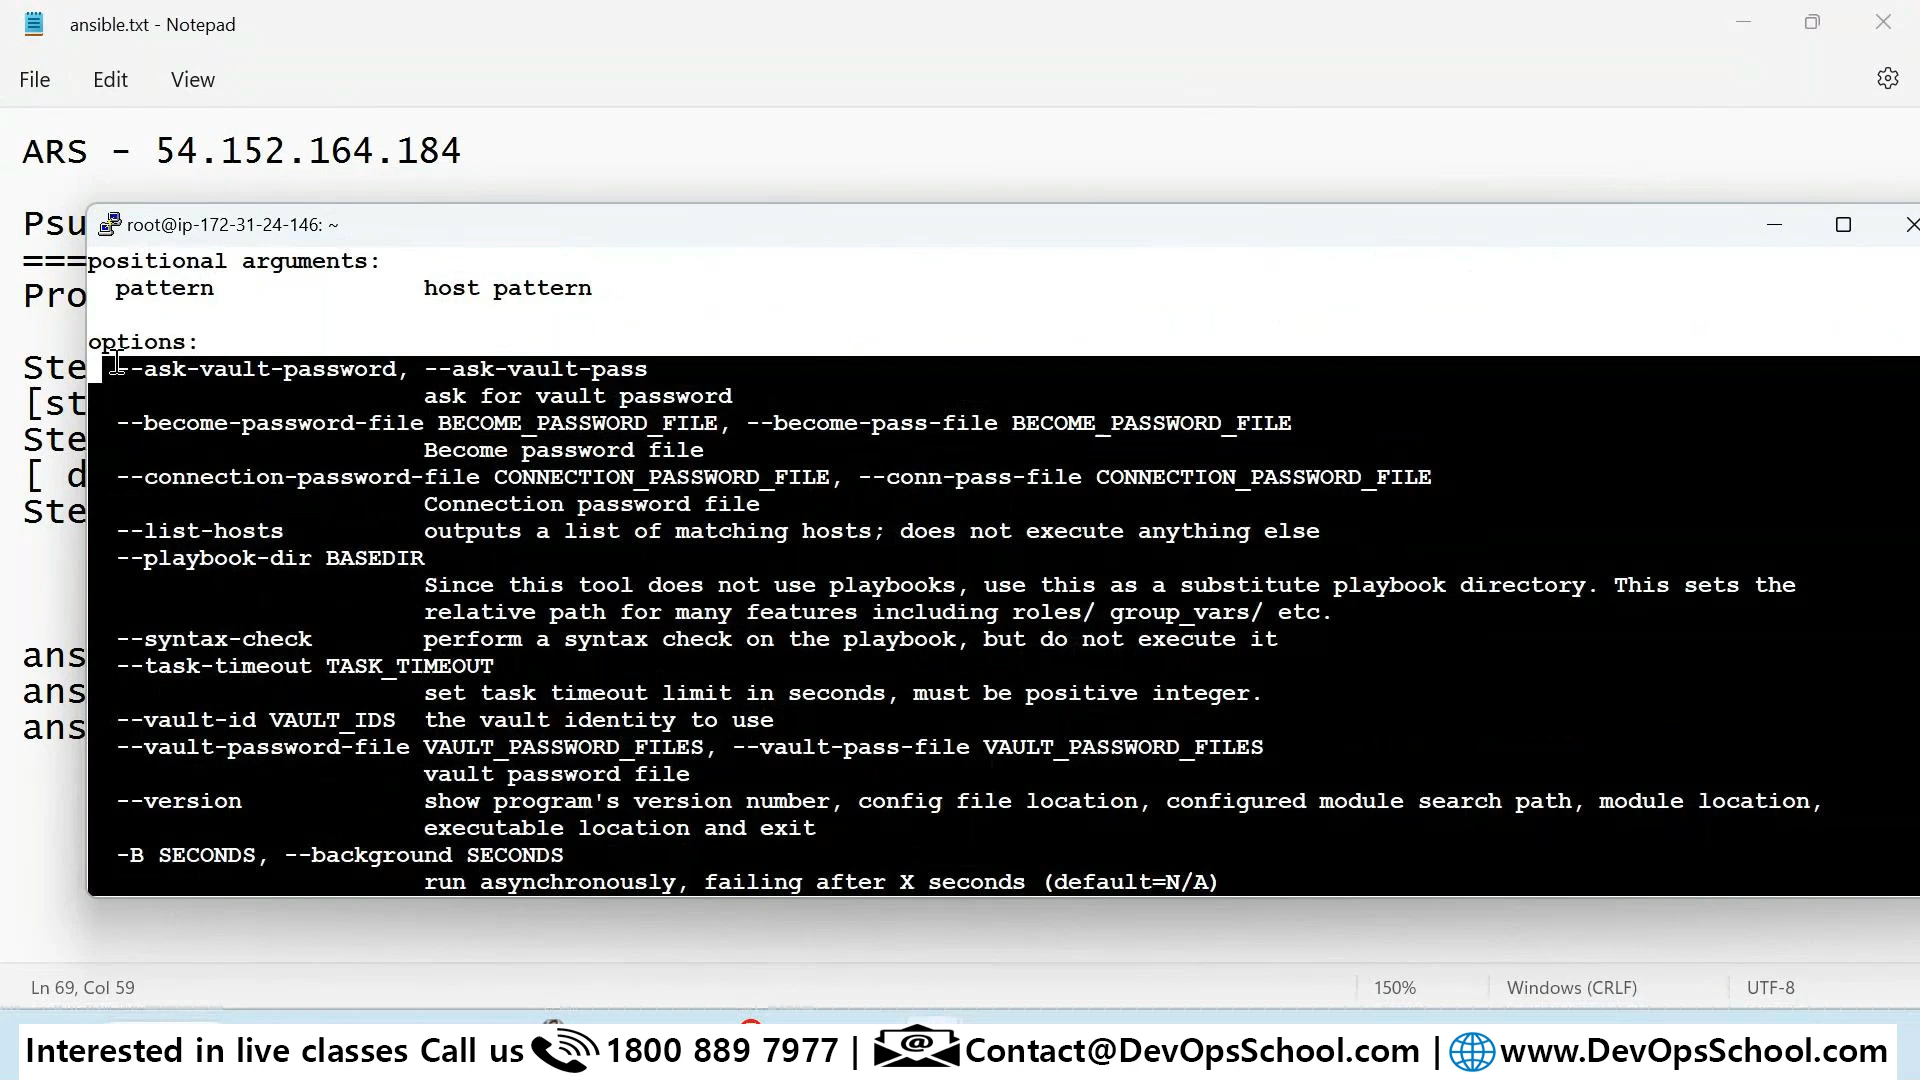 ansible.txt - Notepad
File Edit View
ARS - 54.152.164.184
Psu
===
Pro
Ste
[st
Ste
[ d
Ste
ans
ans
ans
root@ip-172-31-24-146: ~
positional arguments:
pattern host pattern
options:
--ask-vault-password, --ask-vault-pass
ask for vault password
--become-password-file BECOME_PASSWORD_FILE, --become-pass-file BECOME_PASSWORD_FILE
Become password file
--connection-password-file CONNECTION_PASSWORD_FILE, --conn-pass-file CONNECTION_PASSWORD_FILE
Connection password file
--list-hosts outputs a list of matching hosts; does not execute anything else
--playbook-dir BASEDIR
Since this tool does not use playbooks, use this as a substitute playbook directory. This sets the
relative path for many features including roles/ group_vars/ etc.
--syntax-check perform a syntax check on the playbook, but do not execute it
--task-timeout TASK_TIMEOUT
set task timeout limit in seconds, must be positive integer.
--vault-id VAULT_IDS the vault identity to use
--vault-password-file VAULT_PASSWORD_FILES, --vault-pass-file VAULT_PASSWORD_FILES
vault password file
--version show program's version number, config file location, configured module search path, module location,
executable location and exit
-B SECONDS, --background SECONDS
run asynchronously, failing after X seconds (default=N/A)
Ln 69, Col 59 150% Windows (CRLF) UTF-8
Interested in live classes Call us 1800 889 7977 | Contact@DevOpsSchool.com | www.DevOpsSchool.com